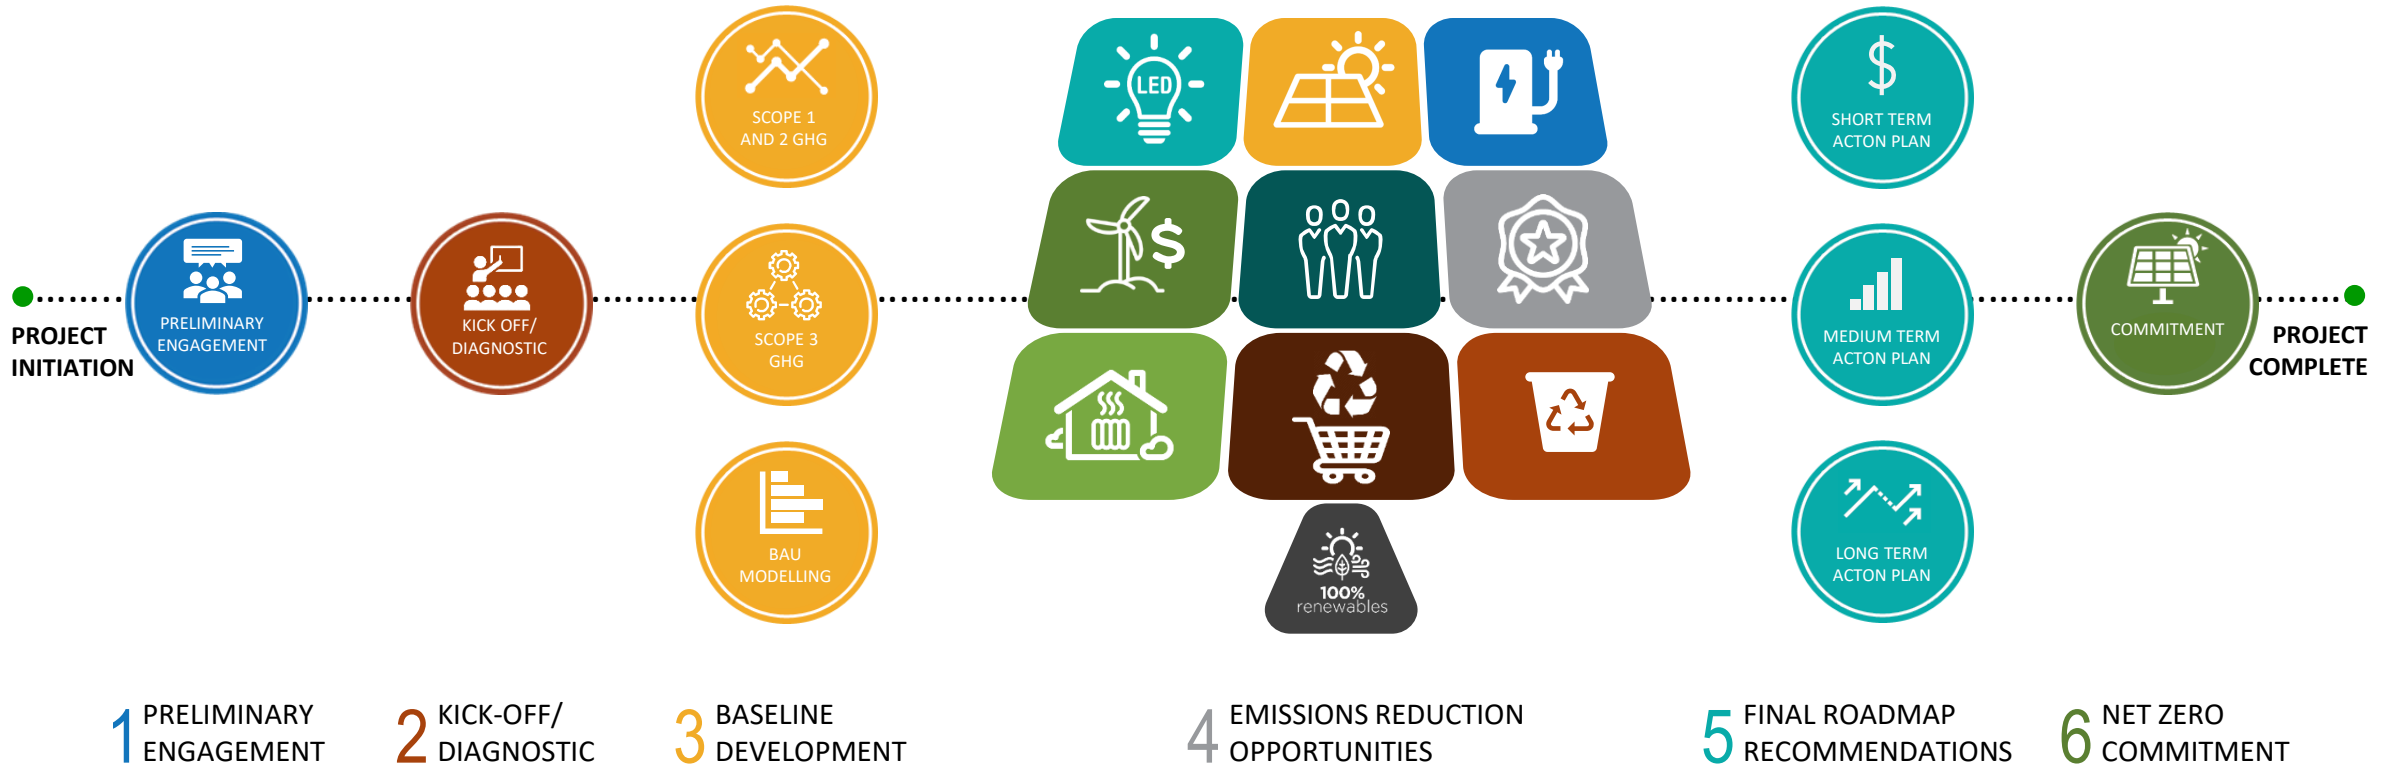 PROJECT
INITIATION
PRELIMINARY
ENGAGEMENT
KICK OFF/
DIAGNOSTIC
SCOPE 1
AND 2 GHG
SCOPE 3
GHG
BAU
MODELLING
LED
$
100%
renewables
$
SHORT TERM
ACTON PLAN
MEDIUM TERM
ACTON PLAN
LONG TERM
ACTON PLAN
COMMITMENT
PROJECT
COMPLETE
1 PRELIMINARY
ENGAGEMENT
2 KICK-OFF/
DIAGNOSTIC
3 BASELINE
DEVELOPMENT
4 EMISSIONS REDUCTION
OPPORTUNITIES
5 FINAL ROADMAP
RECOMMENDATIONS
6 NET ZERO
COMMITMENT